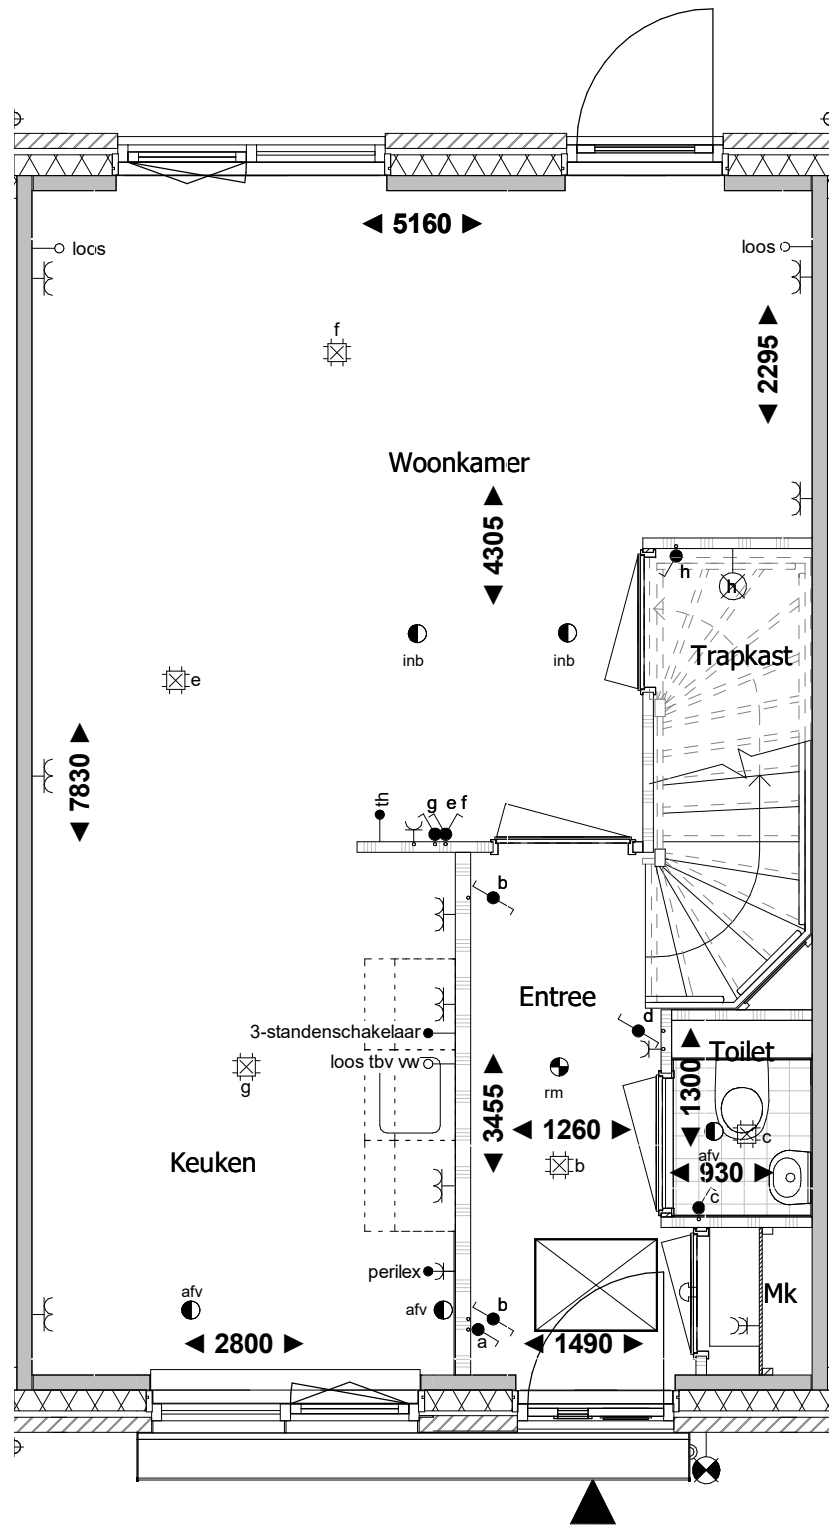 5160
loos
loos
f
2295
Woonkamer
4305
h
h
Trapkast
inb
inb
e
7830
th
g
e f
b
Entree
d
3-standenschakelaar
loos tbv vw
Toilet
g
rm
3455
1300
1260
c
afv
Keuken
b
930
c
perilex
afv
afv
b
Mk
a
2800
1490